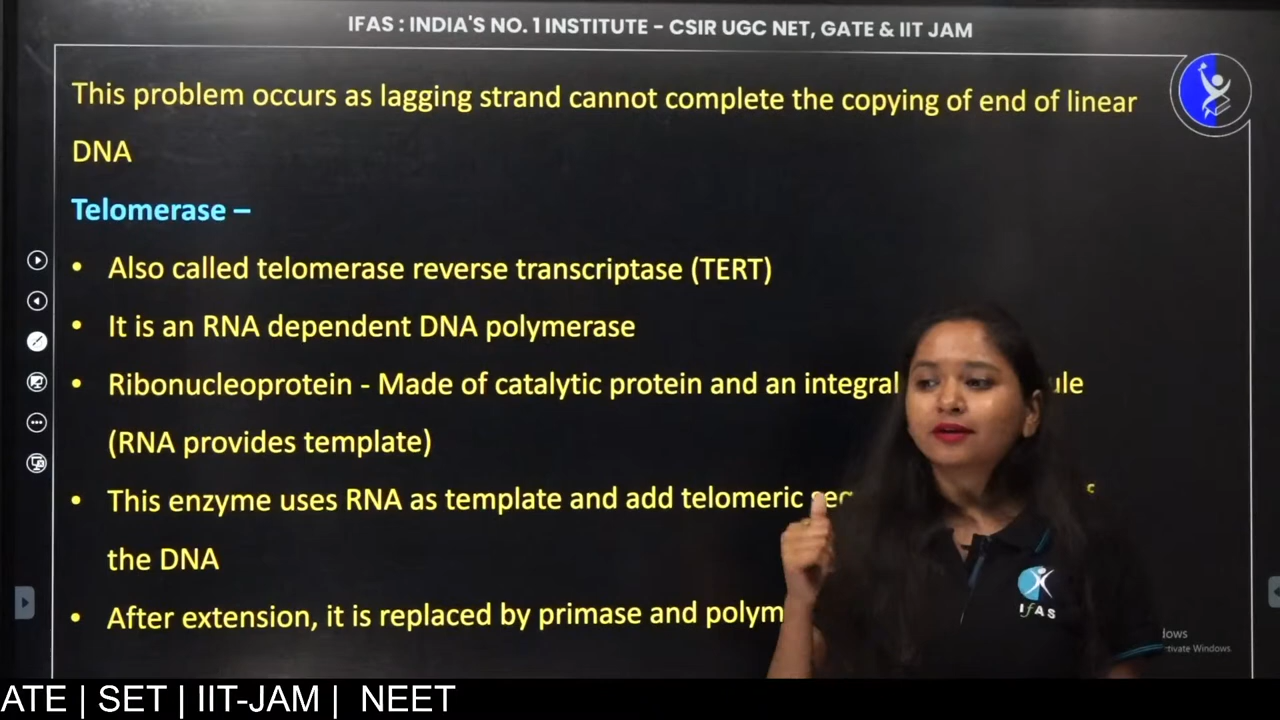 IFAS : INDIA'S NO. 1 INSTITUTE - CSIR UGC NET, GATE & IIT JAM
This problem occurs as lagging strand cannot complete the copying of end of linear
DNA
Telomerase –
• Also called telomerase reverse transcriptase (TERT)
• It is an RNA dependent DNA polymerase
• Ribonucleoprotein - Made of catalytic protein and an integral
(RNA provides template)
• This enzyme uses RNA as template and add telomeric
the DNA
• After extension, it is replaced by primase and
IfAS
Activate Windows
ATE | SET | IIT-JAM | NEET